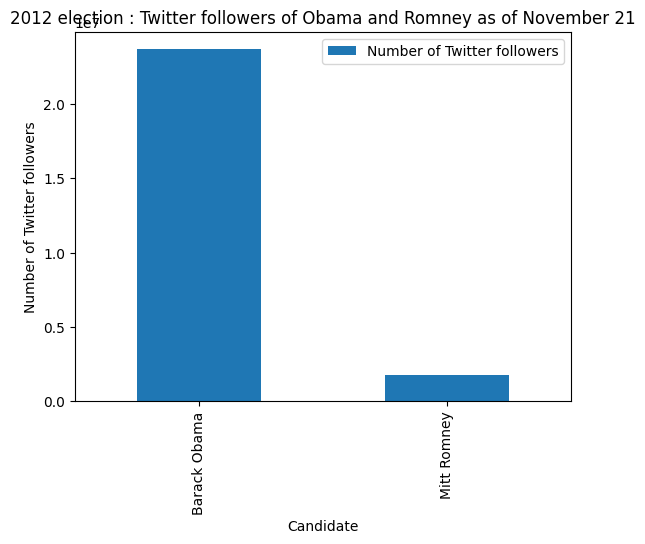 2012 election : Twitter followers of Obama and Romney as of November 21
1e7
Number of Twitter followers
Number of Twitter followers
2.0
1.5
1.0
0.5
0.0
Barack Obama
Mitt Romney
Candidate